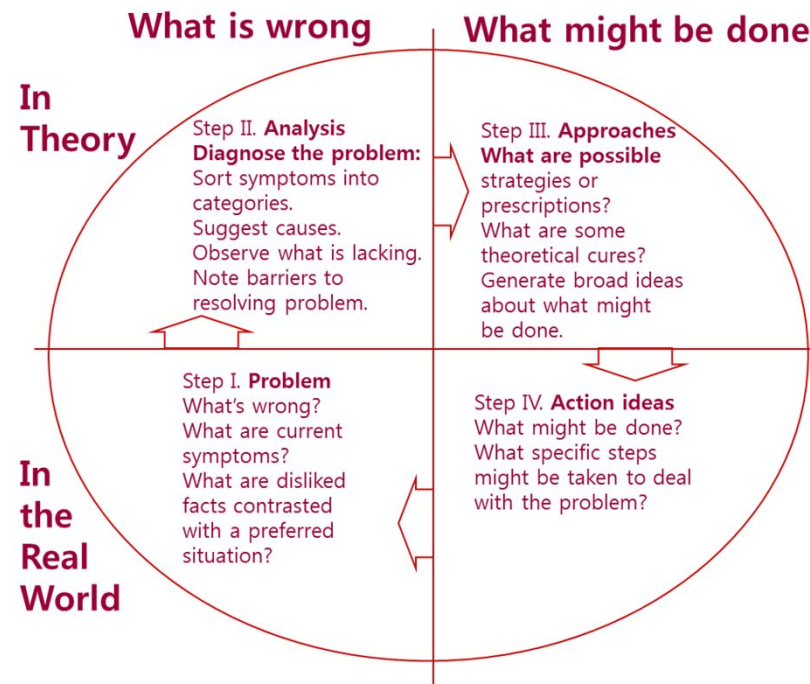 What is wrong
What might be done
In
Theory
Step II. Analysis
Diagnose the problem:
Sort symptoms into
categories.
Suggest causes.
Observe what is lacking.
Note barriers to
resolving problem.
Step III. Approaches
What are possible
strategies or
prescriptions?
What are some
theoretical cures?
Generate broad ideas
about what might
be done.
In
the
Real
World
Step I. Problem
What's wrong?
What are current
symptoms?
What are disliked
facts contrasted
with a preferred
situation?
Step IV. Action ideas
What might be done?
What specific steps
might be taken to deal
with the problem?